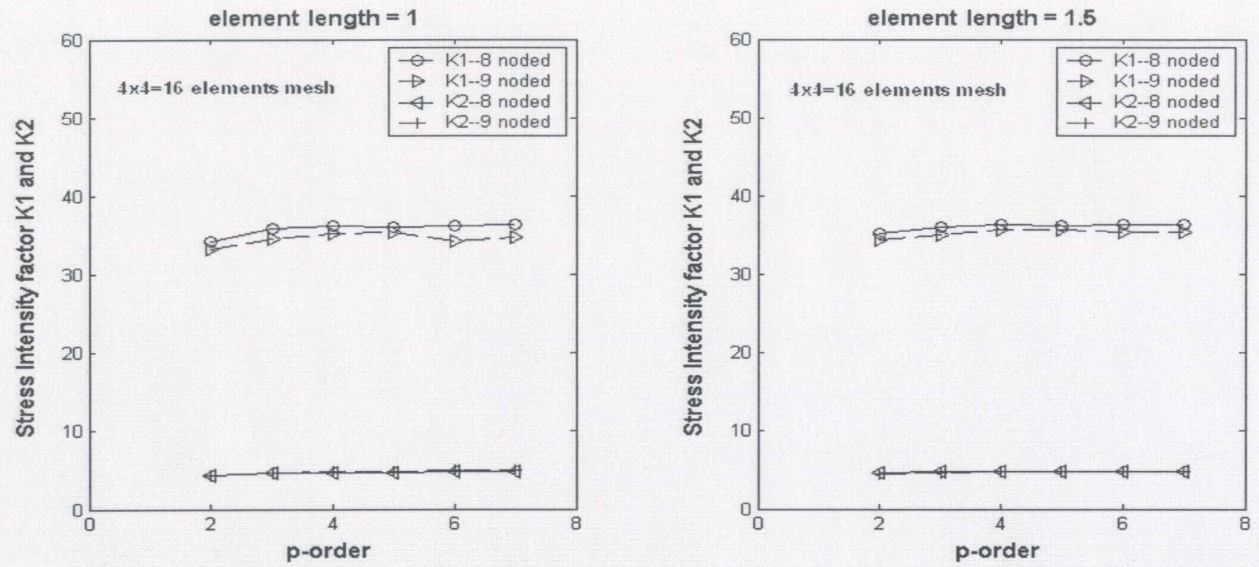 element length = 1
60
50
40
30
20
10
0
0
2
4
6
8
Stress Intensity factor K1 and K2
p-order
4x4=16 elements mesh
K1--8 noded
K1--9 noded
K2--8 noded
K2--9 noded
element length = 1.5
60
50
40
30
20
10
0
0
2
4
6
8
Stress Intensity factor K1 and K2
p-order
4x4=16 elements mesh
K1--8 noded
K1--9 noded
K2--8 noded
K2--9 noded